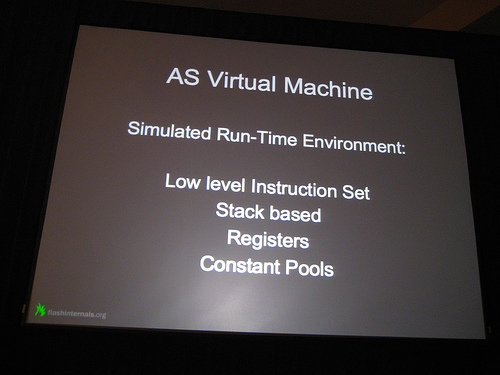 AS Virtual Machine
Simulated Run-Time Environment:
Low level Instruction Set
Stack based
Registers
Constant Pools
flashinternals.org